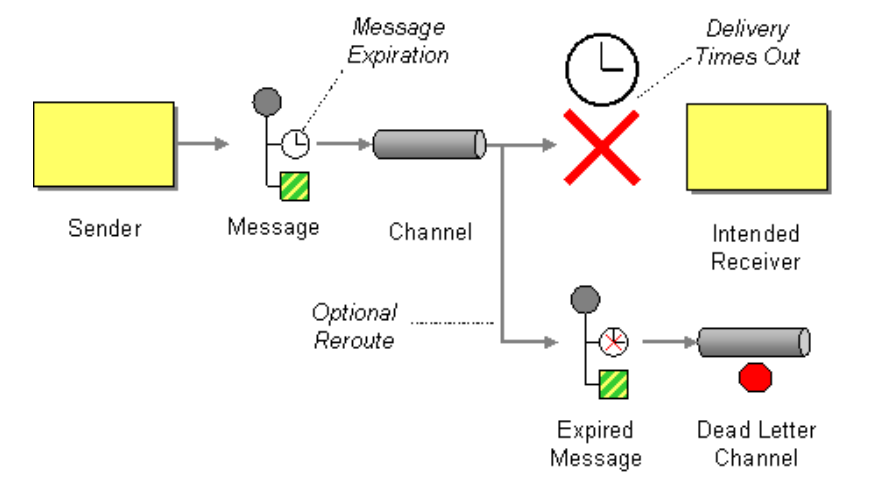 Message
Expiration
Delivery
Times Out
Sender
Message
Channel
Intended
Receiver
Optional
Reroute
Expired
Message
Dead Letter
Channel